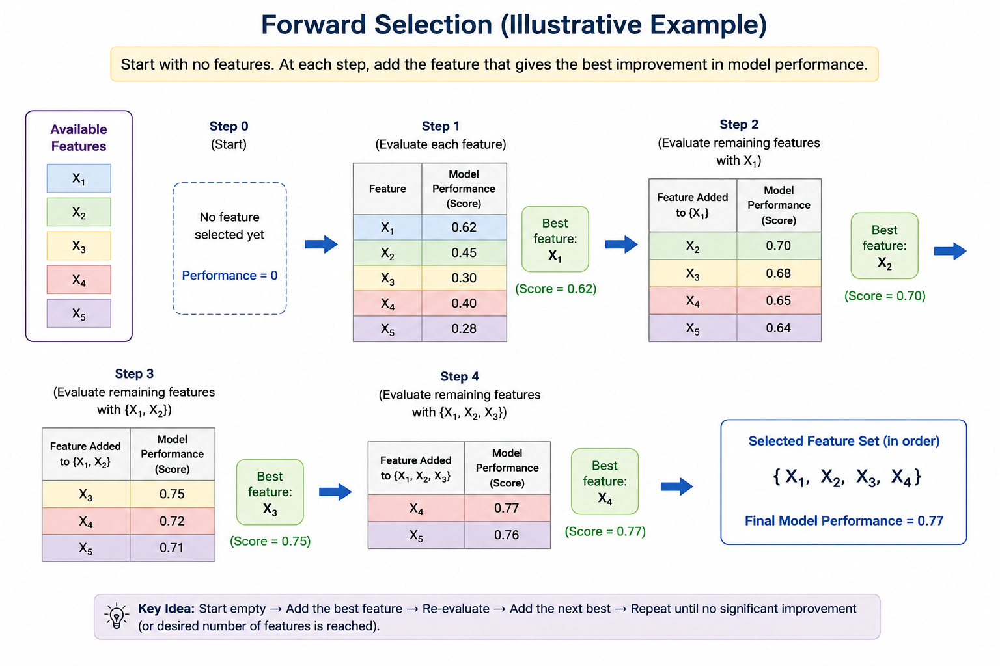 Forward Selection (Illustrative Example)
Start with no features. At each step, add the feature that gives the best improvement in model performance.
Available
Features
X₁
X₂
X₃
X₄
X₅
Step 0
(Start)
No feature
selected yet
Performance = 0
Step 1
(Evaluate each feature)
Feature
Model
Performance
(Score)
X₁ 0.62
X₂ 0.45
X₃ 0.30
X₄ 0.40
X₅ 0.28
Best
feature:
X₁
(Score = 0.62)
Step 2
(Evaluate remaining features
with X₁)
Feature Added
to {X₁}
Model
Performance
(Score)
X₂ 0.70
X₃ 0.68
X₄ 0.65
X₅ 0.64
Best
feature:
X₂
(Score = 0.70)
Step 3
(Evaluate remaining features
with {X₁, X₂})
Feature Added
to {X₁, X₂}
Model
Performance
(Score)
X₃ 0.75
X₄ 0.72
X₅ 0.71
Best
feature:
X₃
(Score = 0.75)
Step 4
(Evaluate remaining features
with {X₁, X₂, X₃})
Feature Added
to {X₁, X₂, X₃}
Model
Performance
(Score)
X₄ 0.77
X₅ 0.76
Best
feature:
X₄
(Score = 0.77)
Selected Feature Set (in order)
{ X₁, X₂, X₃, X₄ }
Final Model Performance = 0.77
Key Idea: Start empty → Add the best feature → Re-evaluate → Add the next best → Repeat until no significant improvement
(or desired number of features is reached).